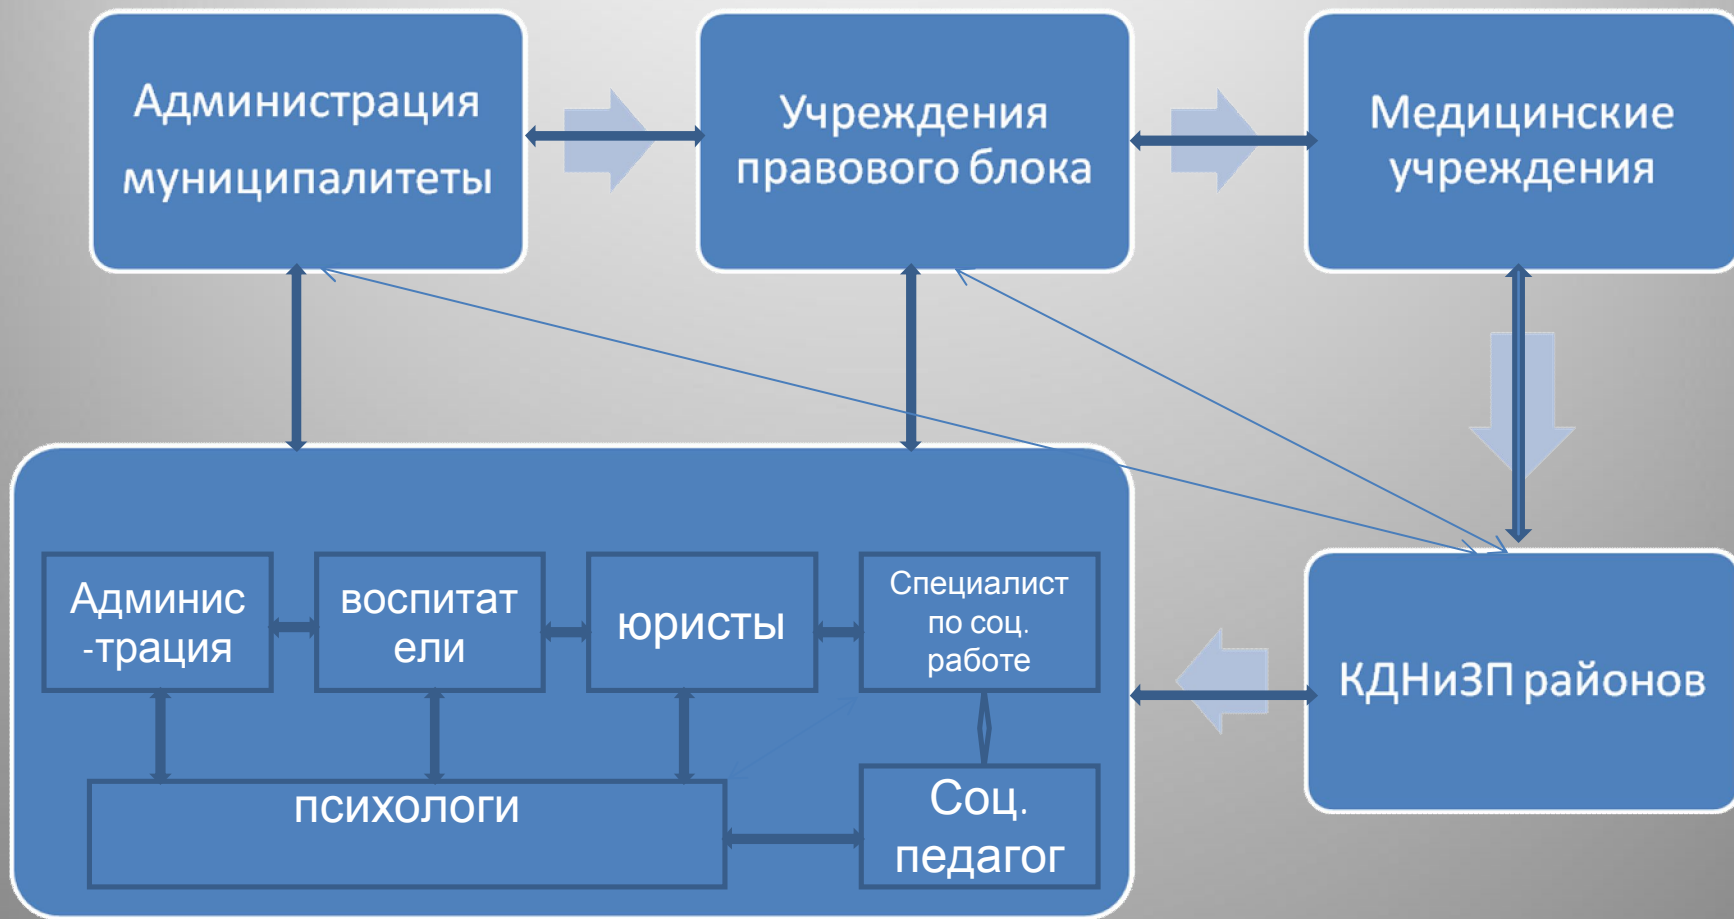 Администрация
муниципалитеты
Учреждения
правового блока
Медицинские
учреждения
Админис
-трация
воспитат
ели
юристы
Специалист
по соц.
работе
КДНиЗП районов
психологи
Соц.
педагог